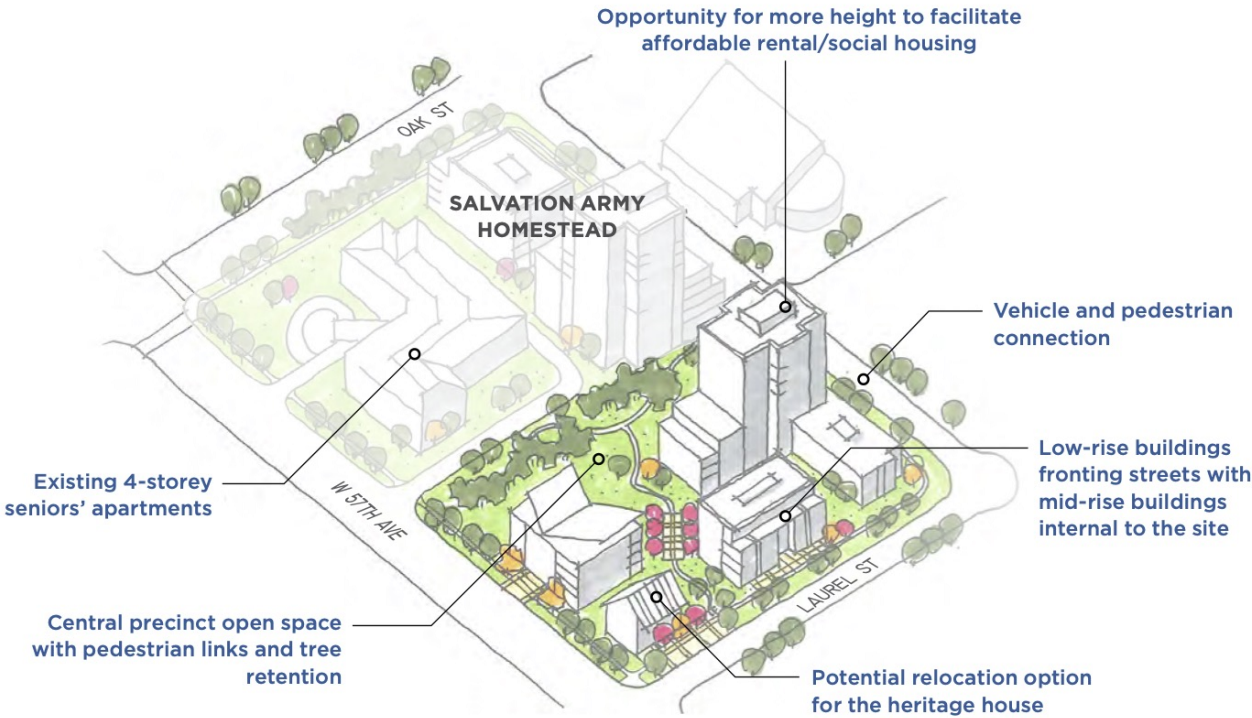 Opportunity for more height to facilitate
affordable rental/social housing
OAK ST
SALVATION ARMY
HOMESTEAD
Vehicle and pedestrian
connection
Low-rise buildings
fronting streets with
mid-rise buildings
internal to the site
Existing 4-storey
seniors’ apartments
W 57TH AVE
LAUREL ST
Central precinct open space
with pedestrian links and tree
retention
Potential relocation option
for the heritage house